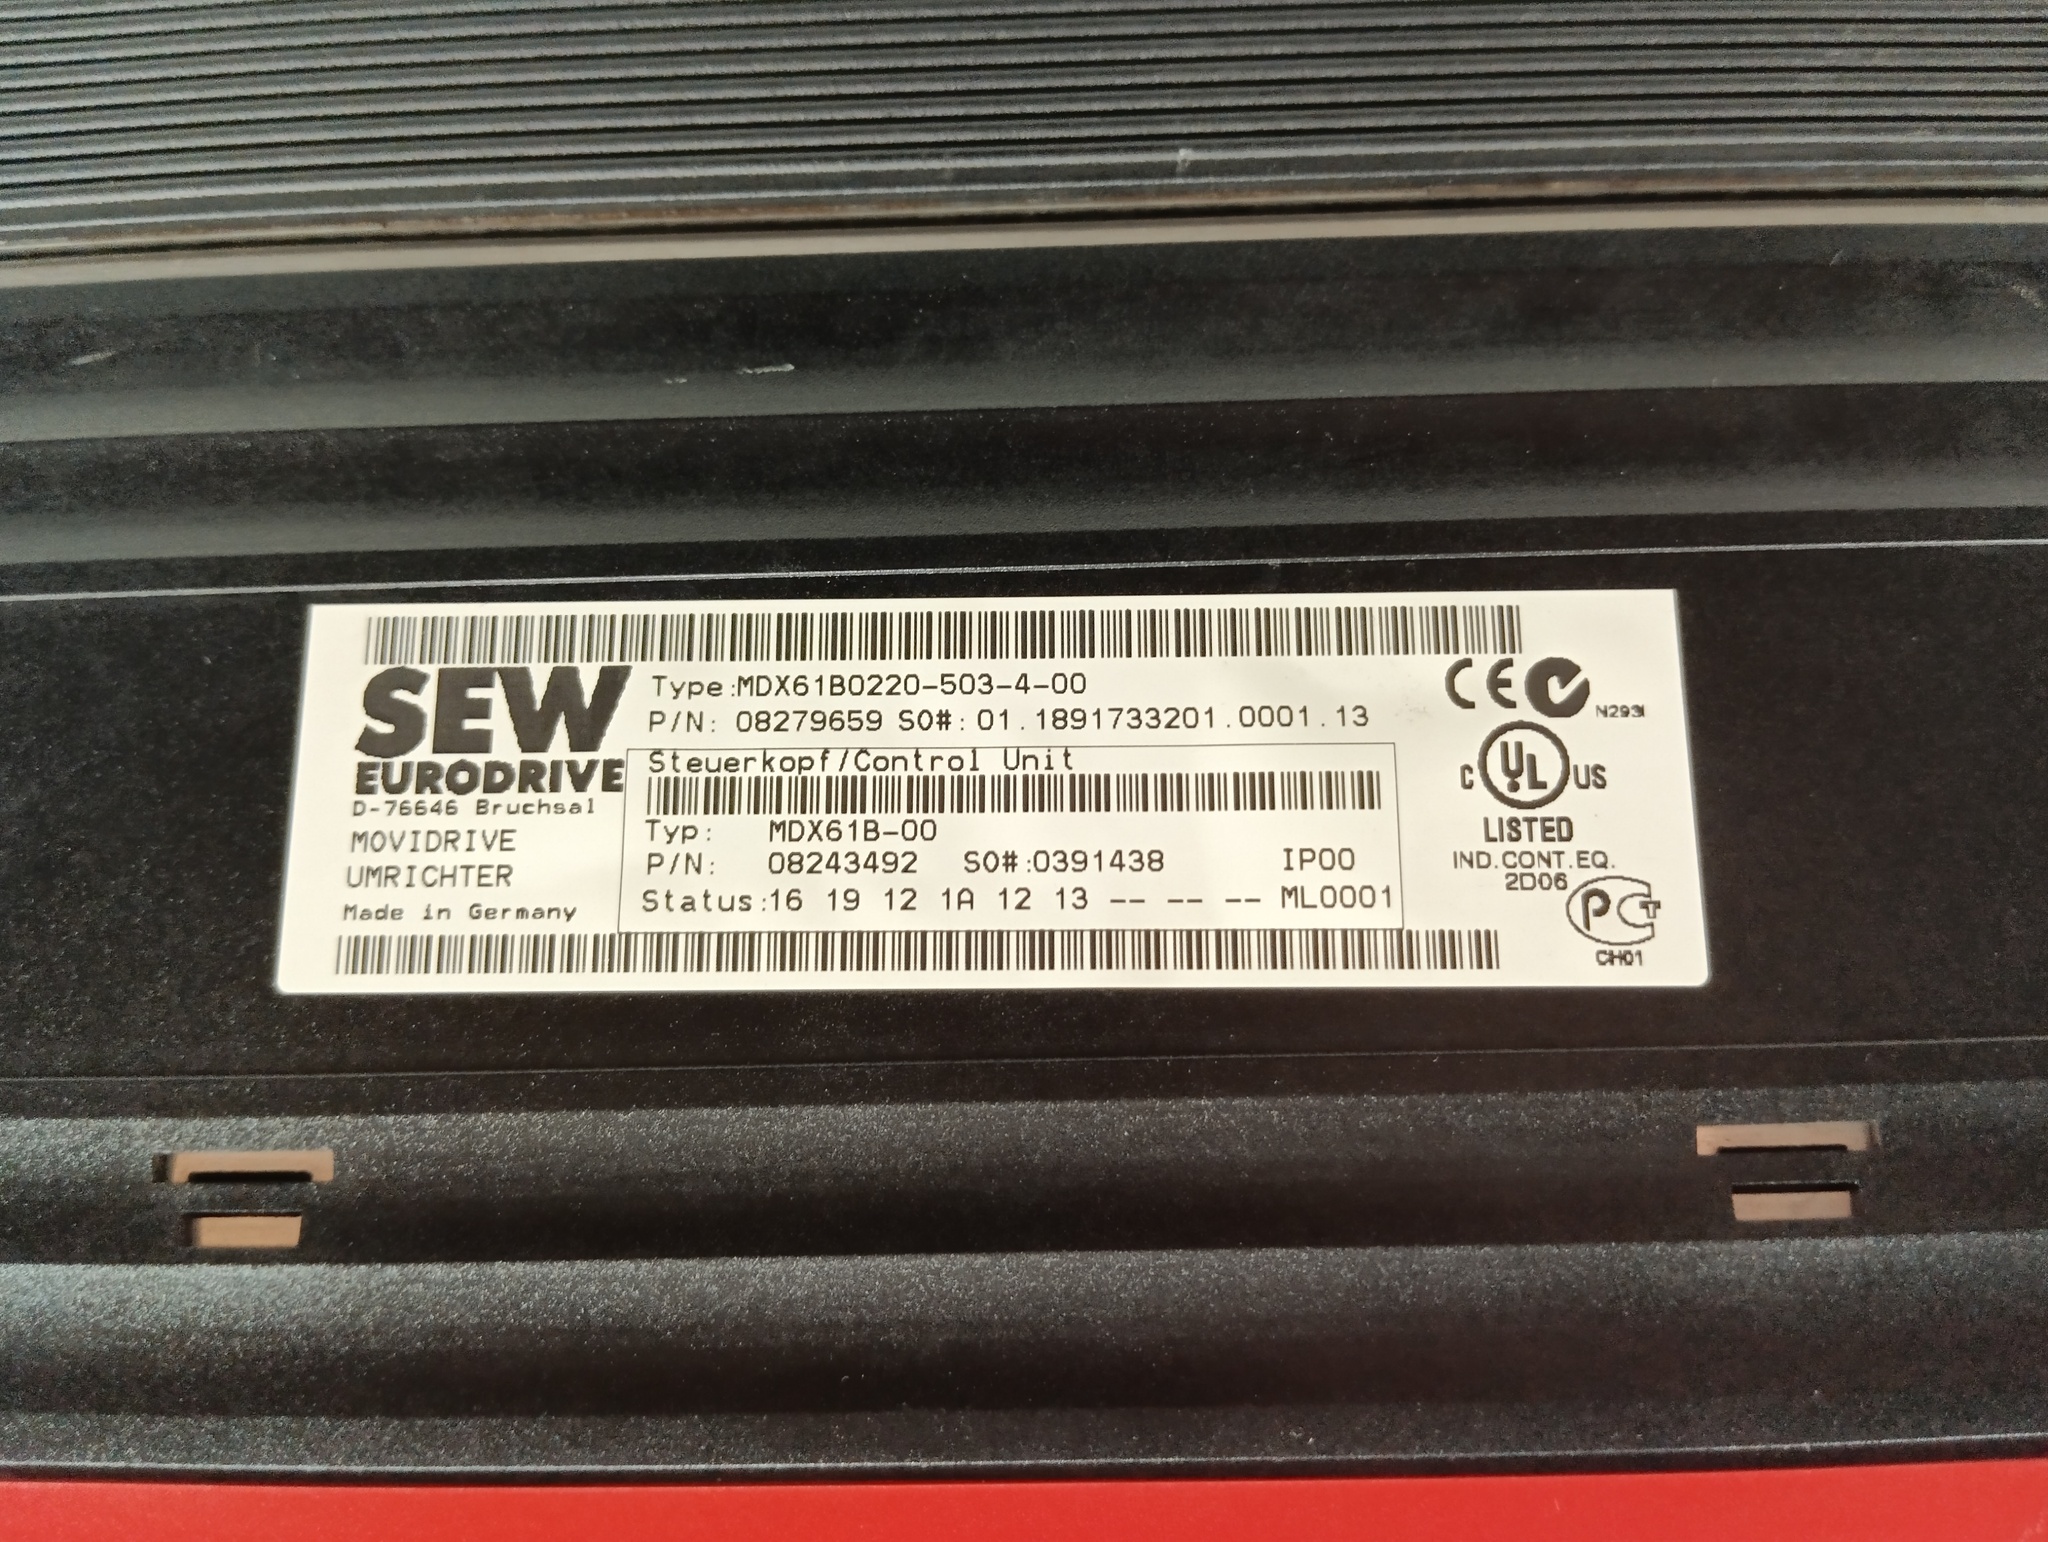 SEW
EURODRIVE
D-76646 Bruchsal
MOVIDRIVE
UMRICHTER
Made in Germany
Type:MDX61B0220-503-4-00
P/N: 08279659 S0#: 01.1891733201.0001.13
Steuerkopf/Control Unit
Typ: MDX61B-00
P/N: 08243492 S0#:0391438 IP00
Status:16 19 12 1A 12 13 -- -- -- ML0001
CE
N2931
C UL US
LISTED
IND.CONT.EQ.
2D06
PCT
CH01